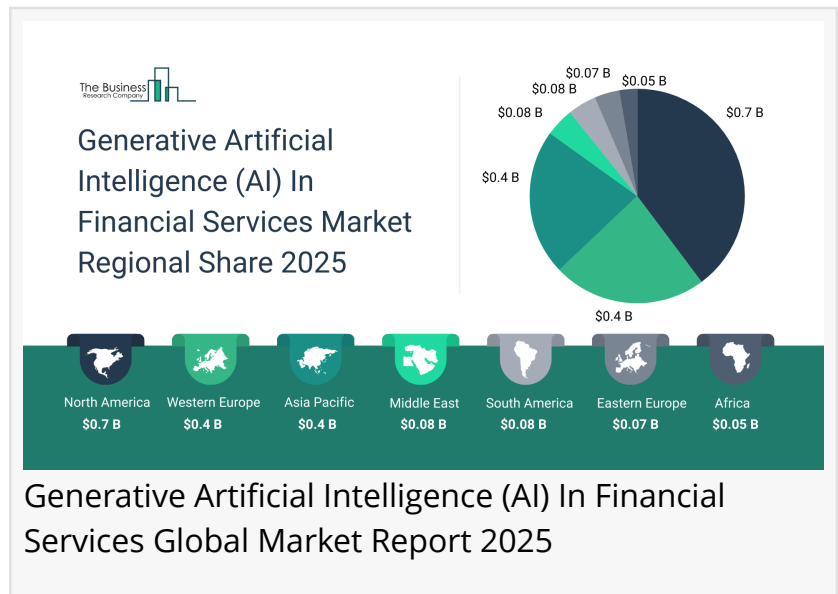 The Business
Research Company
Generative Artificial
Intelligence (AI) In
Financial Services Market
Regional Share 2025
$0.07 B
$0.05 B
$0.08 B
$0.08 B
$0.7 B
$0.4 B
$0.4 B
North America
Western Europe
Asia Pacific
Middle East
South America
Eastern Europe
Africa
$0.7 B
$0.4 B
$0.4 B
$0.08 B
$0.08 B
$0.07 B
$0.05 B
Generative Artificial Intelligence (AI) In Financial
Services Global Market Report 2025